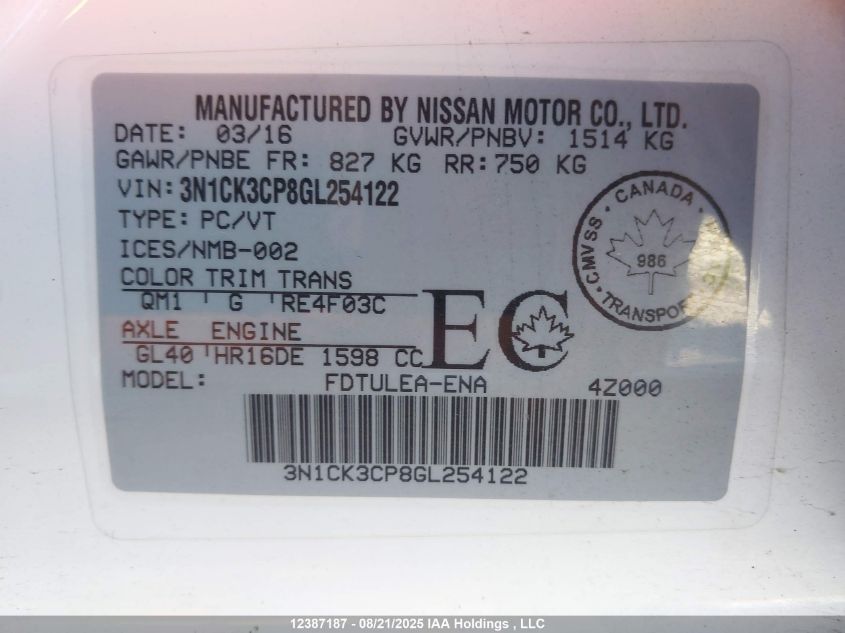 MANUFACTURED BY NISSAN MOTOR CO., LTD.
DATE: 03/16 GVWR/PNBV: 1514 KG
GAWR/PNBE FR: 827 KG RR: 750 KG
VIN: 3N1CK3CP8GL254122
TYPE: PC/VT
ICES/NMB-002
COLOR TRIM TRANS
QM1 G RE4F03C
AXLE ENGINE
GL40 HR16DE 1598 CC
EC
MODEL: FDTULEA-ENA 4Z000
3N1CK3CP8GL254122
CMVSS · CANADA ·
986
TRANSPORT
12387187 - 08/21/2025 IAA Holdings , LLC